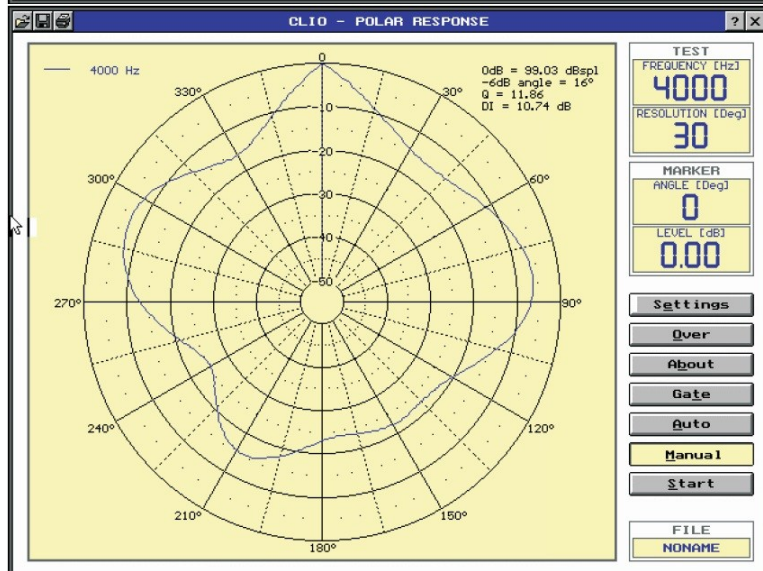 CLIO - POLAR RESPONSE
? X
4000 Hz
0dB = 99.03 dBspl
-6dB angle = 16°
Q = 11.86
DI = 10.74 dB
0
330°
30°
-10
-20
300°
60°
-30
-40
-50
270°
90°
240°
120°
210°
150°
180°
TEST
FREQUENCY [Hz]
4000
RESOLUTION [Deg]
30
MARKER
ANGLE [Deg]
0
LEVEL [dB]
0.00
Settings
Over
About
Gate
Auto
Manual
Start
FILE
NONAME